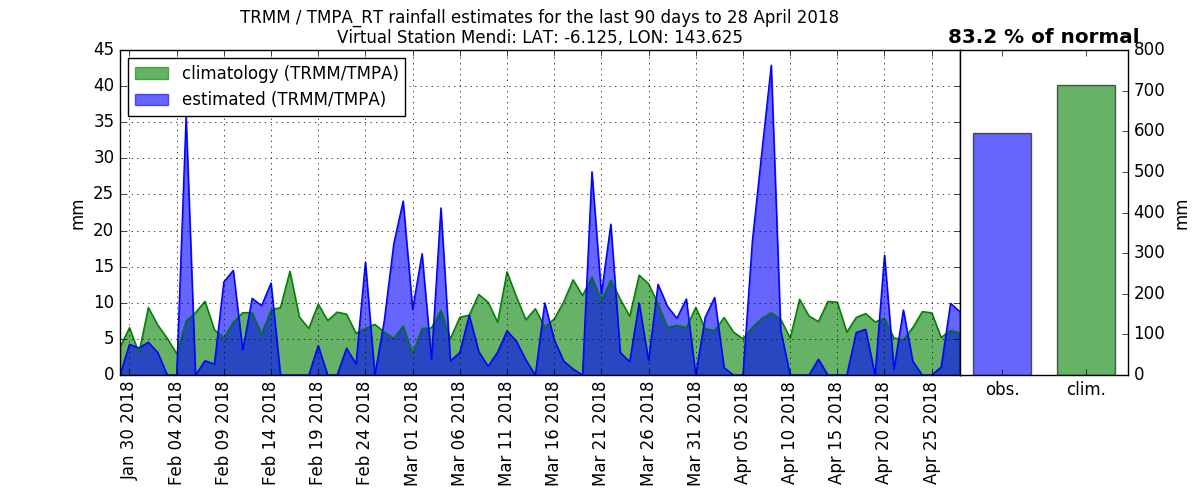 TRMM / TMPA_RT rainfall estimates for the last 90 days to 28 April 2018
Virtual Station Mendi: LAT: -6.125, LON: 143.625
83.2 % of normal
climatology (TRMM/TMPA)
estimated (TRMM/TMPA)
mm
45
40
35
30
25
20
15
10
5
0
Jan 30 2018
Feb 04 2018
Feb 09 2018
Feb 14 2018
Feb 19 2018
Feb 24 2018
Mar 01 2018
Mar 06 2018
Mar 11 2018
Mar 16 2018
Mar 21 2018
Mar 26 2018
Mar 31 2018
Apr 05 2018
Apr 10 2018
Apr 15 2018
Apr 20 2018
Apr 25 2018
obs.
clim.
800
700
600
500
400
300
200
100
0
mm